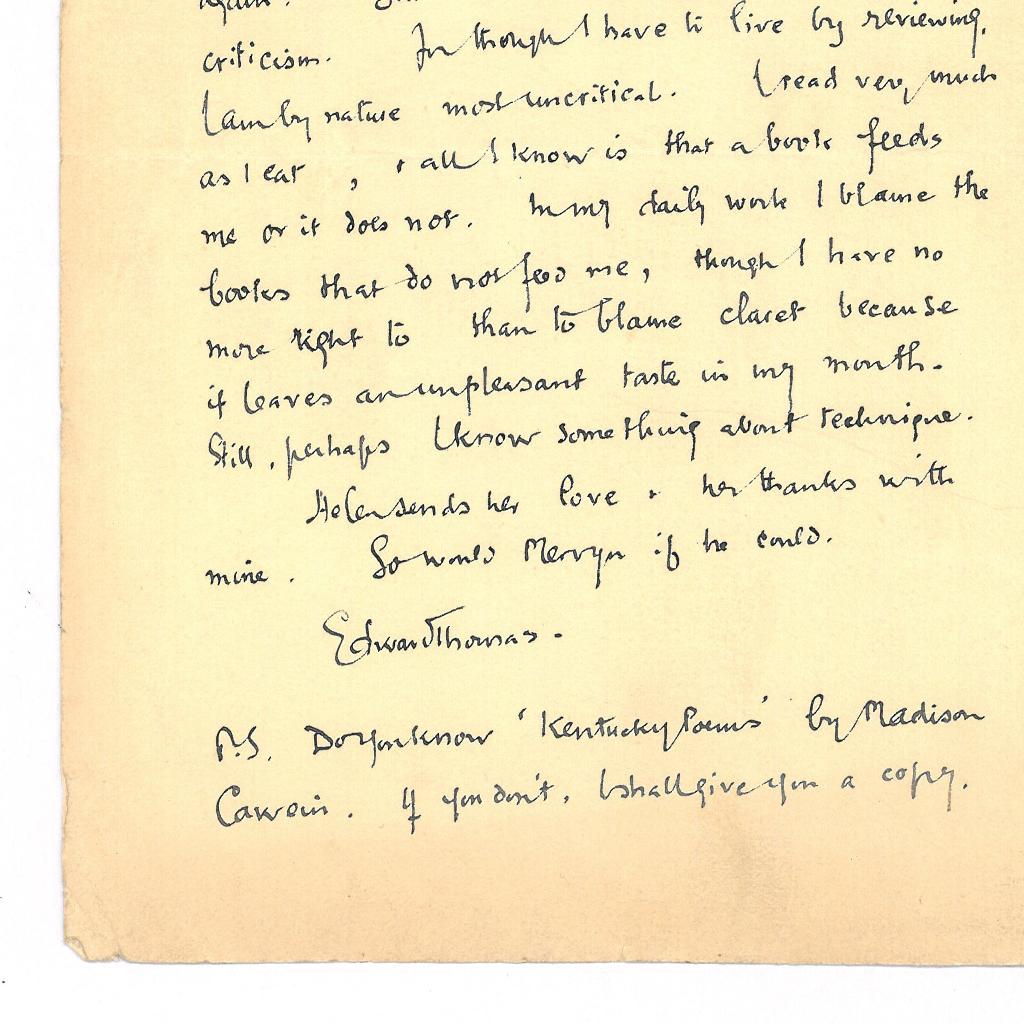 again.
criticism. For though I have to live by reviewing,
I am by nature most uncritical. I read very much
as I eat, & all I know is that a book feeds
me or it does not. In my daily work I blame the
books that do not feed me, though I have no
more right to than to blame claret because
it leaves an unpleasant taste in my mouth.
Still, perhaps I know something about technique.
Helen sends her love & her thanks with
mine. So would Mervyn if he could.
Edward Thomas.
P.S. Do you know 'Kentucky Poems' by Madison
Cawein. If you don't, I shall give you a copy.